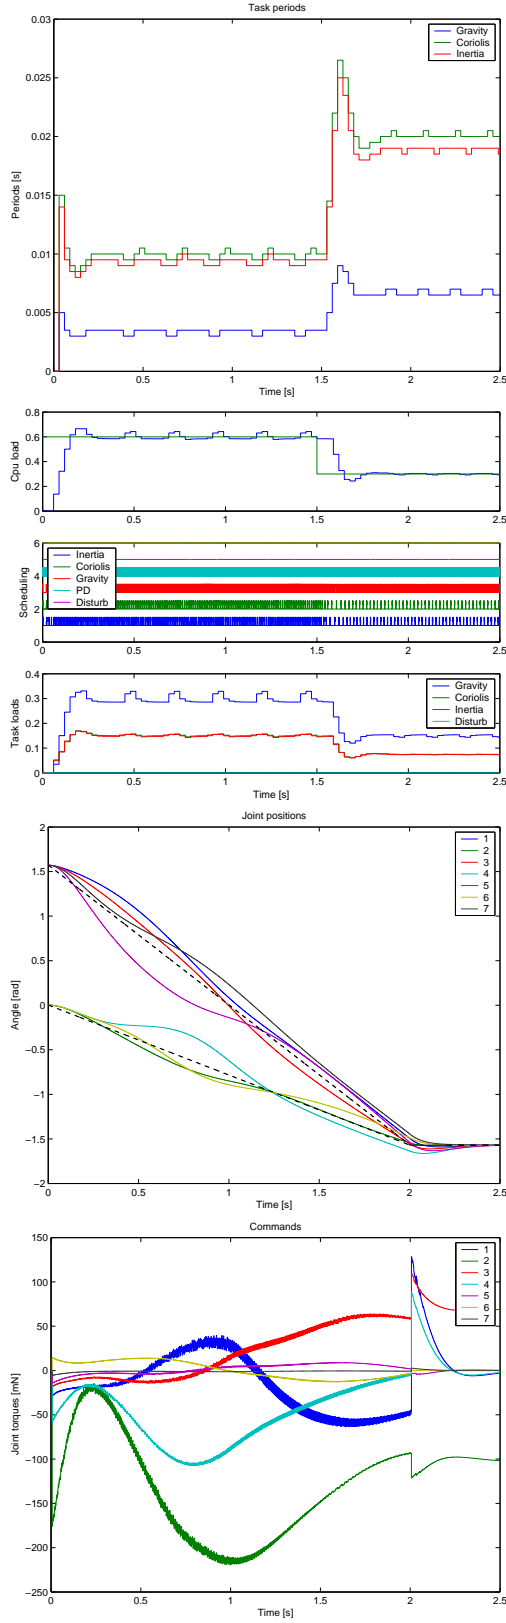 Task periods
0.03
0.025
0.02
0.015
0.01
0.005
0
Periods [s]
Gravity
Coriolis
Inertia
0 0.5 1 1.5 2 2.5
Time [s]
0.8
0.6
0.4
0.2
0
Cpu load
0 0.5 1 1.5 2 2.5
6
4
2
0
Scheduling
Inertia
Coriolis
Gravity
PD
Disturb
0 0.5 1 1.5 2 2.5
0.4
0.3
0.2
0.1
0
Task loads
Gravity
Coriolis
Inertia
Disturb
0 0.5 1 1.5 2 2.5
Time [s]
Joint positions
2
1.5
1
0.5
0
−0.5
−1
−1.5
−2
Angle [rad]
1
2
3
4
5
6
7
0 0.5 1 1.5 2 2.5
Time [s]
Commands
150
100
50
0
−50
−100
−150
−200
−250
Joint torques [mN]
1
2
3
4
5
6
7
0 0.5 1 1.5 2 2.5
Time [s]